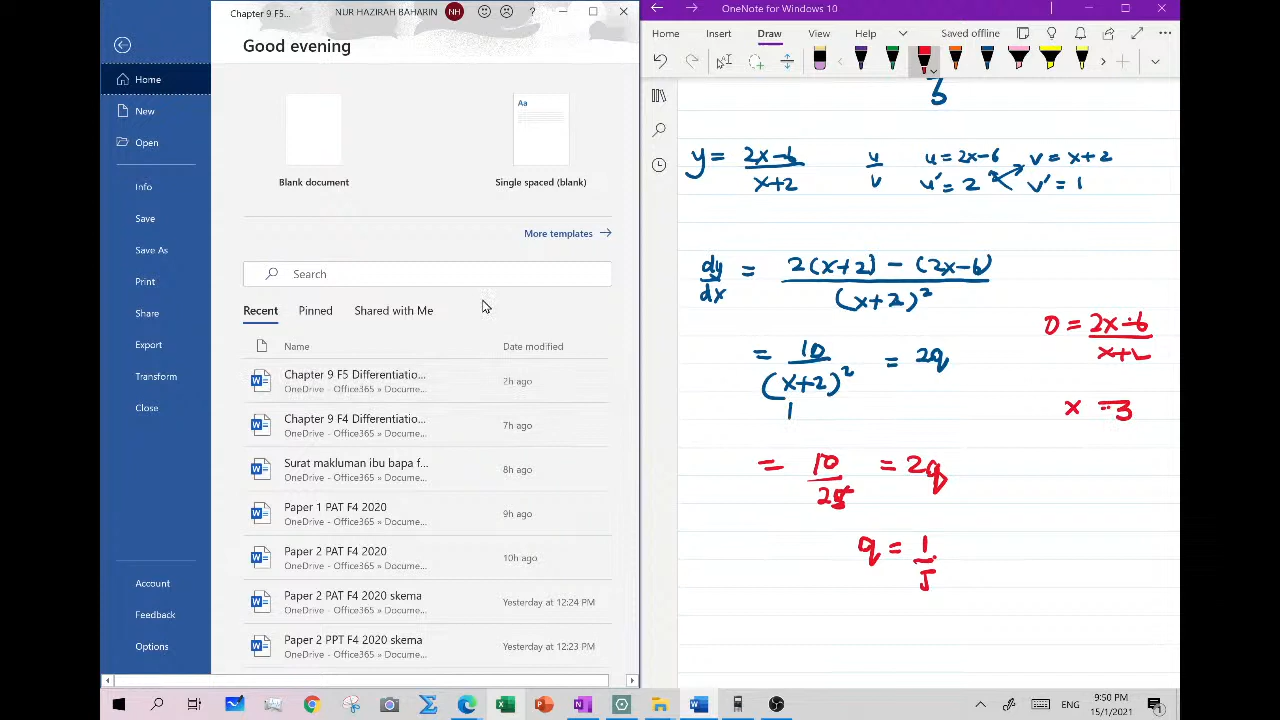 Chapter 9 F5...
NUR HAZIRAH BAHARIN
NH
?
Good evening
Home
New
Open
Info
Save
Save As
Print
Share
Export
Transform
Close
Account
Feedback
Options
Blank document
Aa
Single spaced (blank)
More templates
Search
Recent Pinned Shared with Me
Name Date modified
Chapter 9 F5 Differentiatio... 2h ago
OneDrive - Office365 » Docume...
Chapter 9 F4 Differentiatio... 7h ago
OneDrive - Office365 » Docume...
Surat makluman ibu bapa f... 8h ago
OneDrive - Office365 » Docume...
Paper 1 PAT F4 2020 9h ago
OneDrive - Office365 » Docume...
Paper 2 PAT F4 2020 10h ago
OneDrive - Office365 » Docume...
Paper 2 PAT F4 2020 skema Yesterday at 12:24 PM
OneDrive - Office365 » Docume...
Paper 2 PPT F4 2020 skema Yesterday at 12:23 PM
OneNote for Windows 10
Home Insert Draw View Help Saved offline
y = 2x-6 / x+2
u / v
u = 2x-6 v = x+2
u' = 2 v' = 1
dy/dx = 2(x+2) - (2x-6) / (x+2)²
= 10 / (x+2)² = 2q
1
0 = 2x-6 / x+2
x = 3
= 10 / 25 = 2q
q = 1/5
9:50 PM
15/1/2021
1